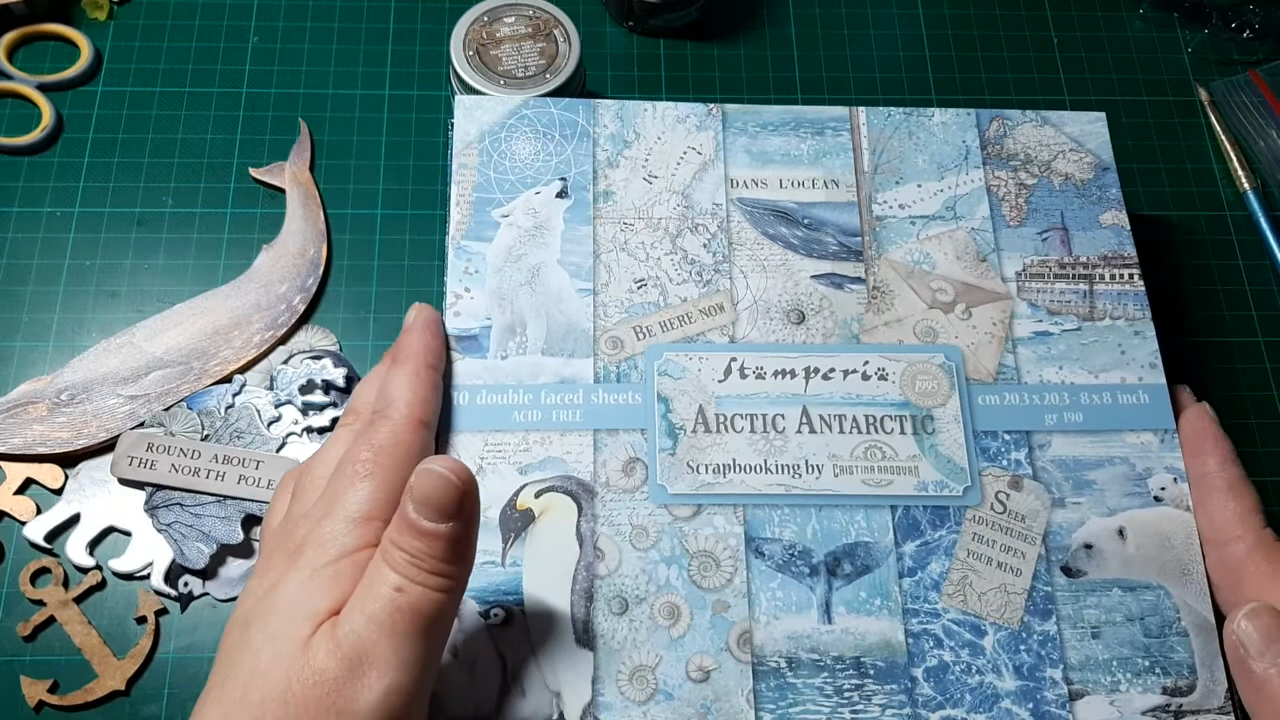 MÉTALLIQUE
DANS L'OCÉAN
BE HERE NOW
10 double faced sheets
ACID-FREE
Stamperia
1995
ARCTIC ANTARCTIC
Scrapbooking by CRISTINA RADOVAN
cm 20.3 x 20.3 - 8 x 8 inch
gr 190
SEEK
ADVENTURES
THAT OPEN
YOUR MIND
ROUND ABOUT
THE NORTH POLE